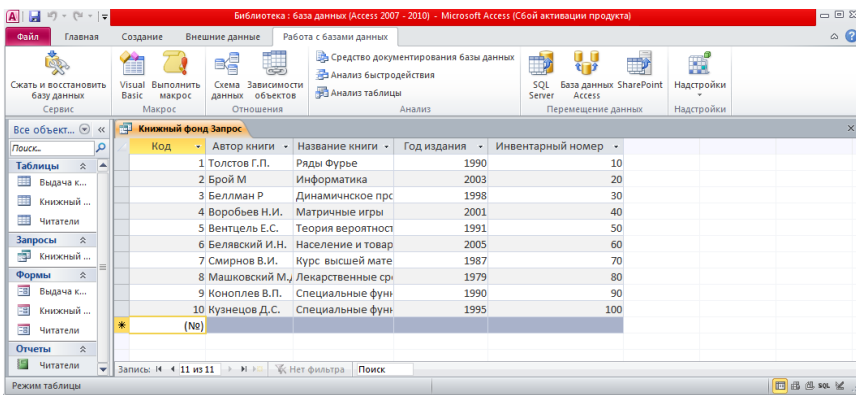 Библиотека : база данных (Access 2007 - 2010) - Microsoft Access (Сбой активации продукта)
Файл Главная Создание Внешние данные Работа с базами данных
Сжать и восстановить базу данных
Сервис
Visual Basic
Выполнить макрос
Макрос
Схема данных
Зависимости объектов
Отношения
Средство документирования базы данных
Анализ быстродействия
Анализ таблицы
Анализ
SQL Server
База данных Access
SharePoint
Перемещение данных
Надстройки
Надстройки
Все объект...
Поиск...
Таблицы
Выдача к...
Книжный ...
Читатели
Запросы
Книжный ...
Формы
Выдача к...
Книжный ...
Читатели
Отчеты
Читатели
Книжный фонд Запрос
Код Автор книги Название книги Год издания Инвентарный номер
1 Толстов Г.П. Ряды Фурье 1990 10
2 Брой М Информатика 2003 20
3 Беллман Р Динамичнское прс 1998 30
4 Воробьев Н.И. Матричные игры 2001 40
5 Вентцель Е.С. Теория вероятност 1991 50
6 Белявский И.Н. Население и товар 2005 60
7 Смирнов В.И. Курс высшей мате 1987 70
8 Машковский М. Лекарственные ср 1979 80
9 Коноплев В.П. Специальные фун 1990 90
10 Кузнецов Д.С. Специальные фун 1995 100
(№)
Запись: 11 из 11 Нет фильтра Поиск
Режим таблицы
SQL